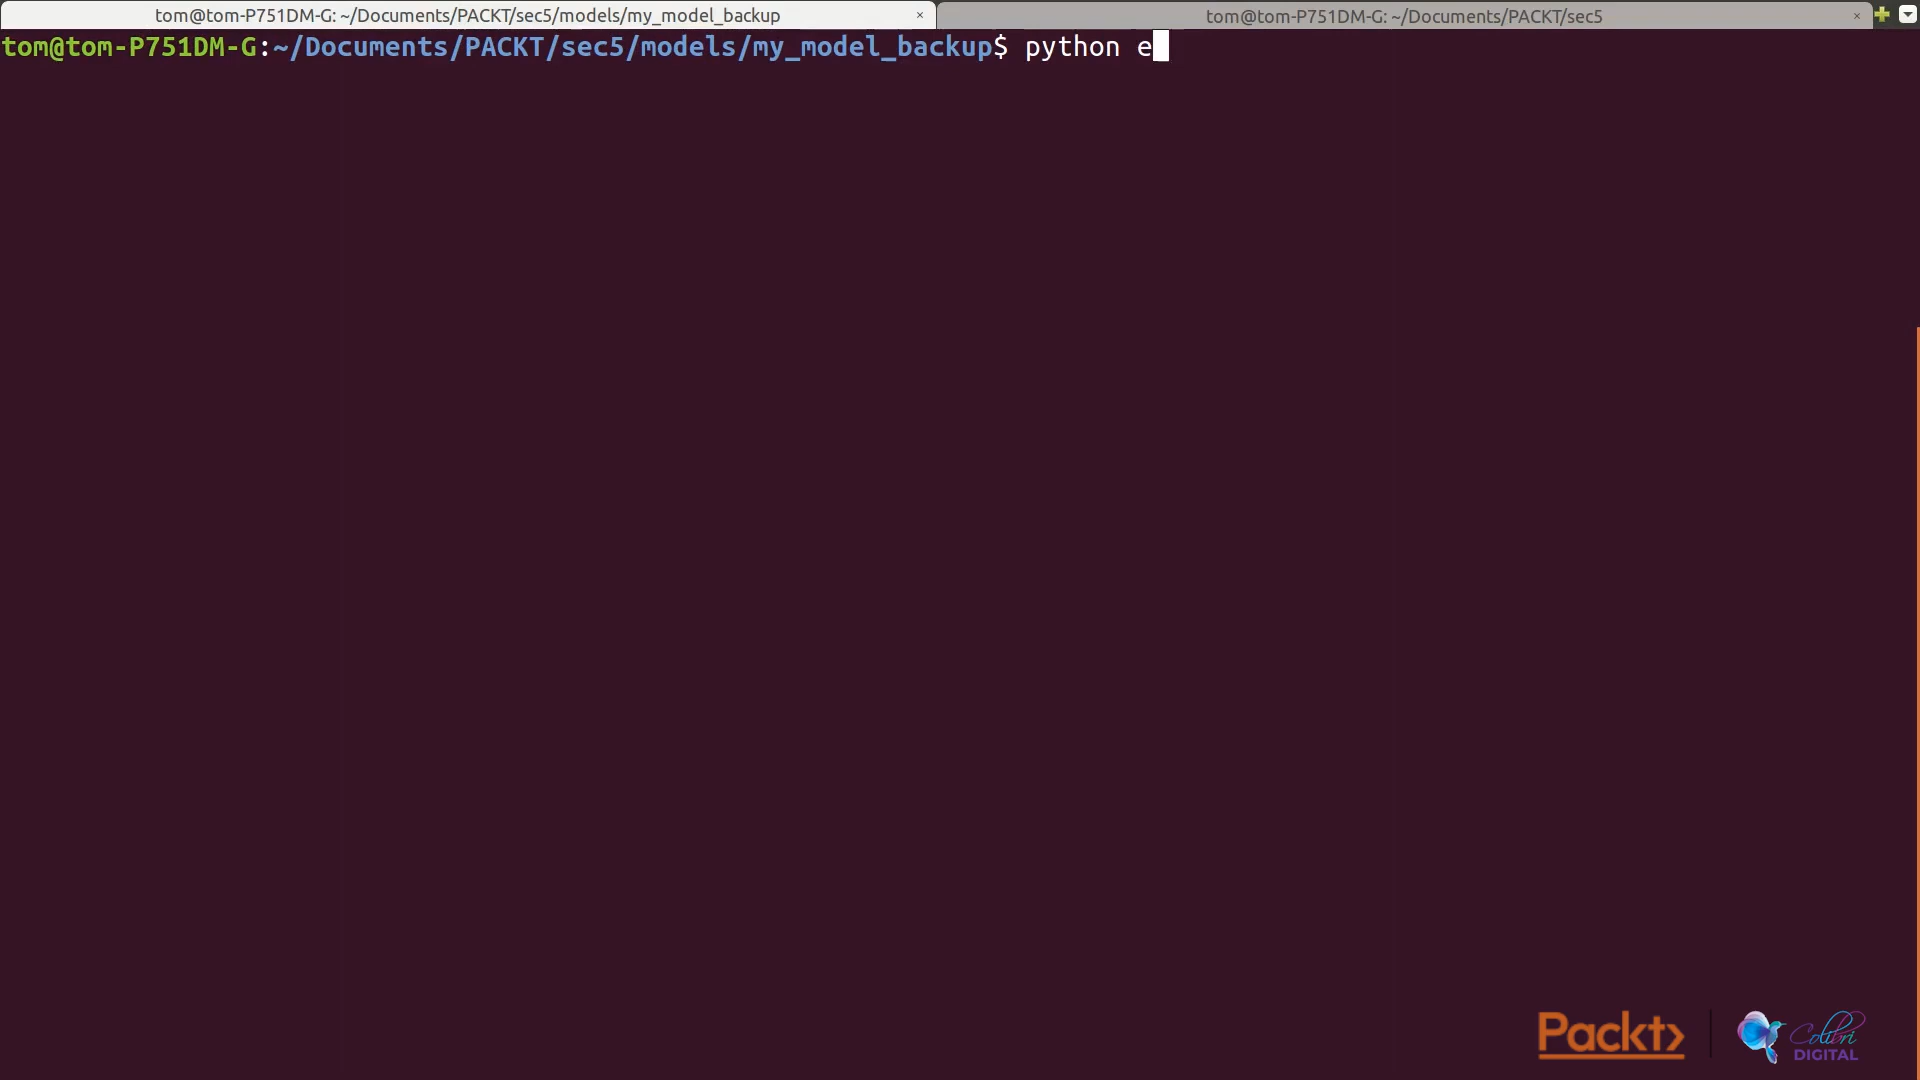 tom@tom-P751DM-G: ~/Documents/PACKT/sec5/models/my_model_backup × tom@tom-P751DM-G: ~/Documents/PACKT/sec5 ×
tom@tom-P751DM-G:~/Documents/PACKT/sec5/models/my_model_backup$ python e
Packt>
Colibri
DIGITAL